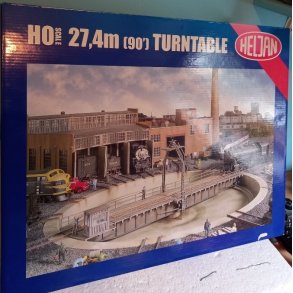 HO SCALE 27,4m (90') TURNTABLE
HELJAN